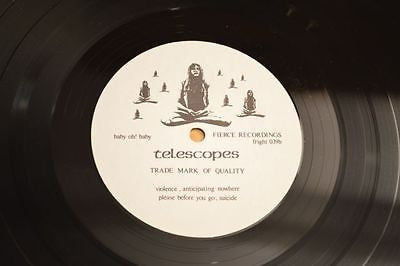 baby oh! baby
FIERCE RECORDINGS
fright 039b
telescopes
TRADE MARK OF QUALITY
violence, anticipating nowhere
please before you go, suicide